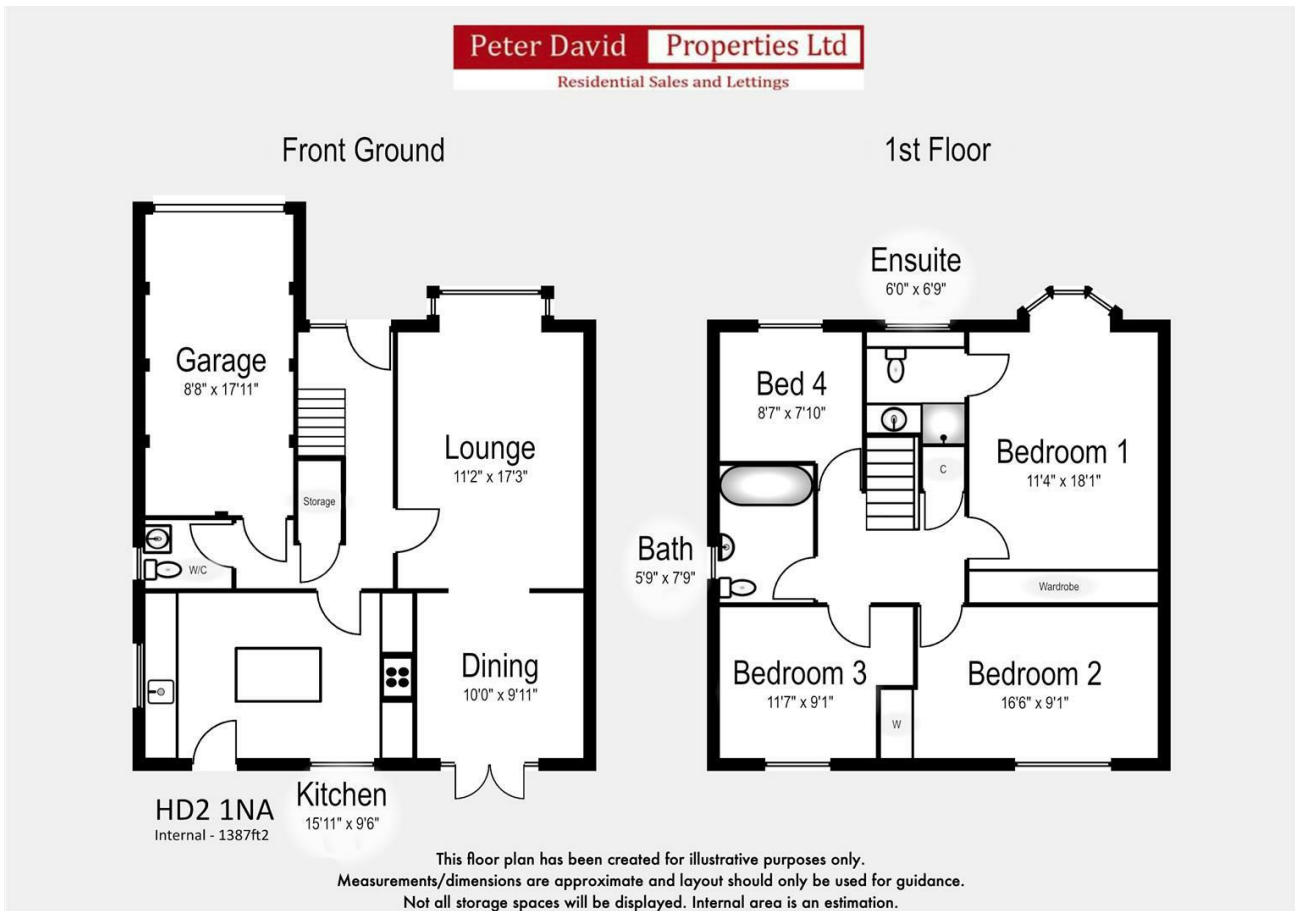 Peter David Properties Ltd
Residential Sales and Lettings
Front Ground
1st Floor
Garage
8'8" x 17'11"
Lounge
11'2" x 17'3"
Storage
W/C
Dining
10'0" x 9'11"
Kitchen
15'11" x 9'6"
HD2 1NA
Internal - 1387ft2
Ensuite
6'0" x 6'9"
Bed 4
8'7" x 7'10"
Bedroom 1
11'4" x 18'1"
C
Bath
5'9" x 7'9"
Wardrobe
Bedroom 3
11'7" x 9'1"
W
Bedroom 2
16'6" x 9'1"
This floor plan has been created for illustrative purposes only.
Measurements/dimensions are approximate and layout should only be used for guidance.
Not all storage spaces will be displayed. Internal area is an estimation.